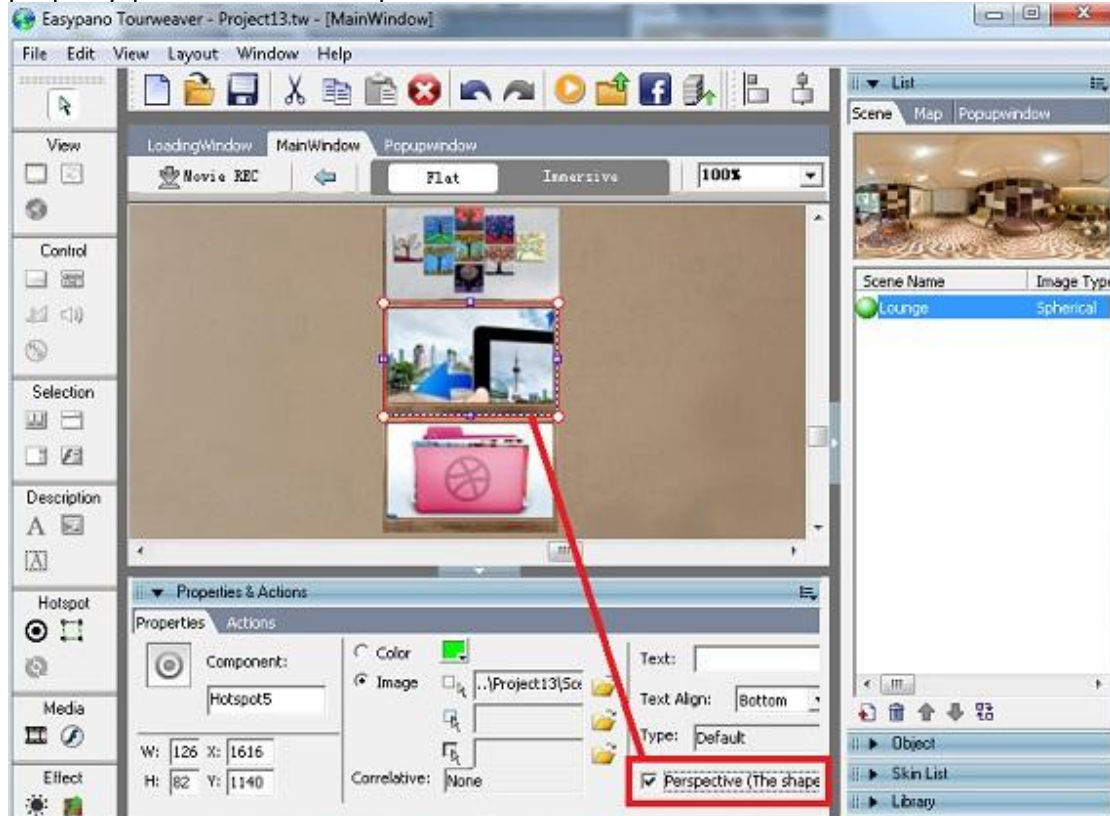 Easypano Tourweaver - Project13.tw - [MainWindow]
File Edit View Layout Window Help
View
Control
Selection
Description
Hotspot
Media
Effect
LoadingWindow MainWindow Popupwindow
Movie REC Flat Immersive 100%
Properties & Actions
Properties Actions
Component:
Hotspot5
W: 126 X: 1616
H: 82 Y: 1140
Color
Image ..\Project13\Sce
Correlative: None
Text:
Text Align: Bottom
Type: Default
Perspective (The shape
List
Scene Map Popupwindow
Scene Name Image Type
Lounge Spherical
Object
Skin List
Library